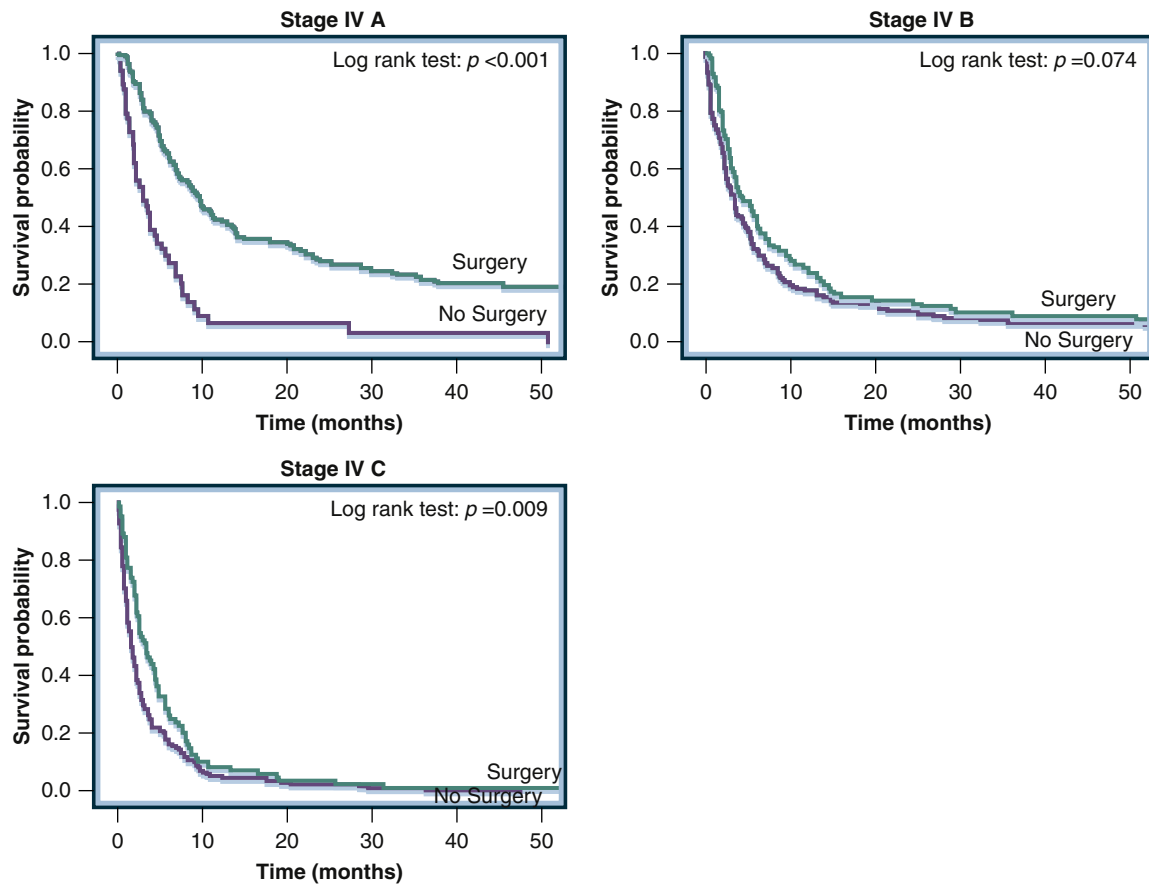 Stage IV A
Log rank test: p <0.001
Survival probability
1.0
0.8
0.6
0.4
0.2
0.0
Surgery
No Surgery
0 10 20 30 40 50
Time (months)
Stage IV B
Log rank test: p =0.074
Survival probability
1.0
0.8
0.6
0.4
0.2
0.0
Surgery
No Surgery
0 10 20 30 40 50
Time (months)
Stage IV C
Log rank test: p =0.009
Survival probability
1.0
0.8
0.6
0.4
0.2
0.0
Surgery
No Surgery
0 10 20 30 40 50
Time (months)